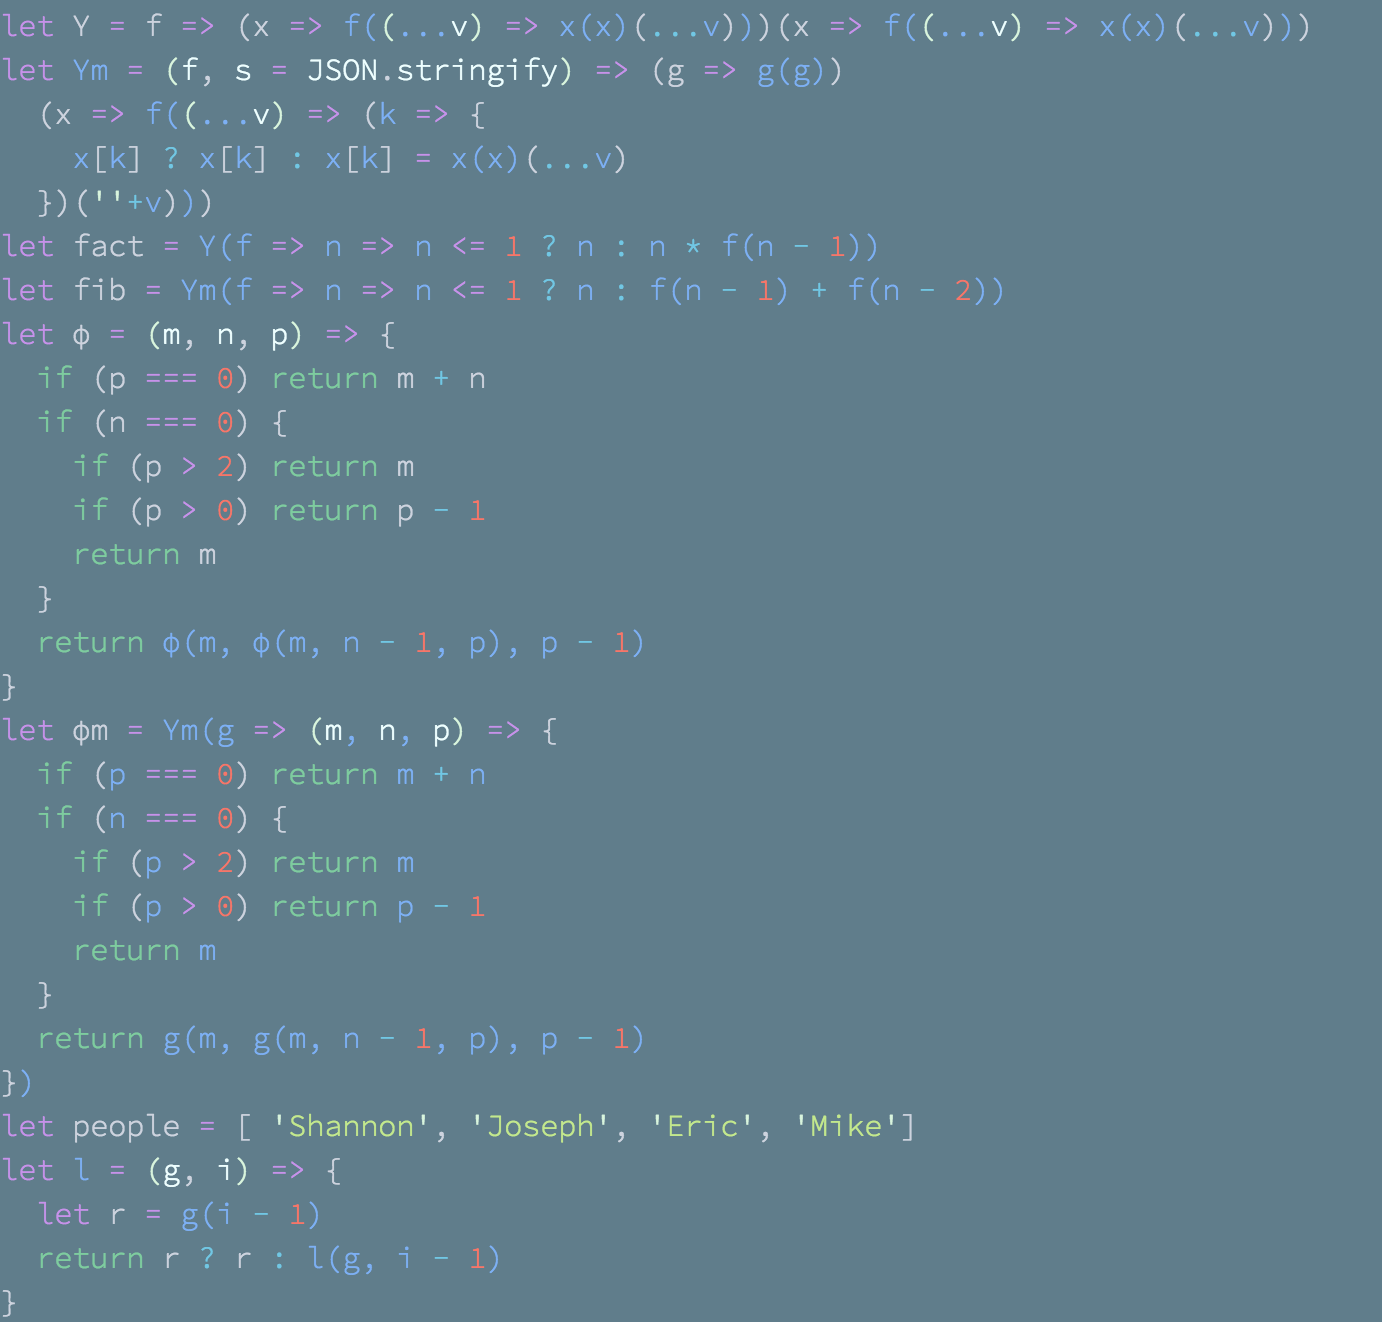 let Y = f => (x => f((...v) => x(x)(...v)))(x => f((...v) => x(x)(...v)))
let Ym = (f, s = JSON.stringify) => (g => g(g))
  (x => f((...v) => (k => {
    x[k] ? x[k] : x[k] = x(x)(...v)
  })(''+v)))
let fact = Y(f => n => n <= 1 ? n : n * f(n - 1))
let fib = Ym(f => n => n <= 1 ? n : f(n - 1) + f(n - 2))
let ϕ = (m, n, p) => {
  if (p === 0) return m + n
  if (n === 0) {
    if (p > 2) return m
    if (p > 0) return p - 1
    return m
  }
  return ϕ(m, ϕ(m, n - 1, p), p - 1)
}
let ϕm = Ym(g => (m, n, p) => {
  if (p === 0) return m + n
  if (n === 0) {
    if (p > 2) return m
    if (p > 0) return p - 1
    return m
  }
  return g(m, g(m, n - 1, p), p - 1)
})
let people = [ 'Shannon', 'Joseph', 'Eric', 'Mike']
let l = (g, i) => {
  let r = g(i - 1)
  return r ? r : l(g, i - 1)
}